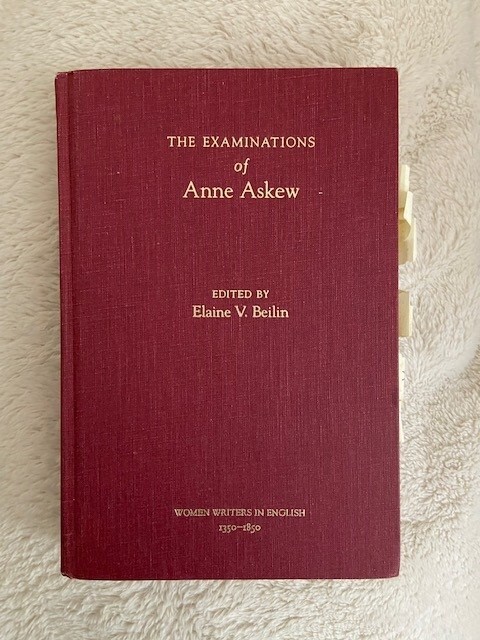 THE EXAMINATIONS
of
Anne Askew
EDITED BY
Elaine V. Beilin
WOMEN WRITERS IN ENGLISH
1350–1850